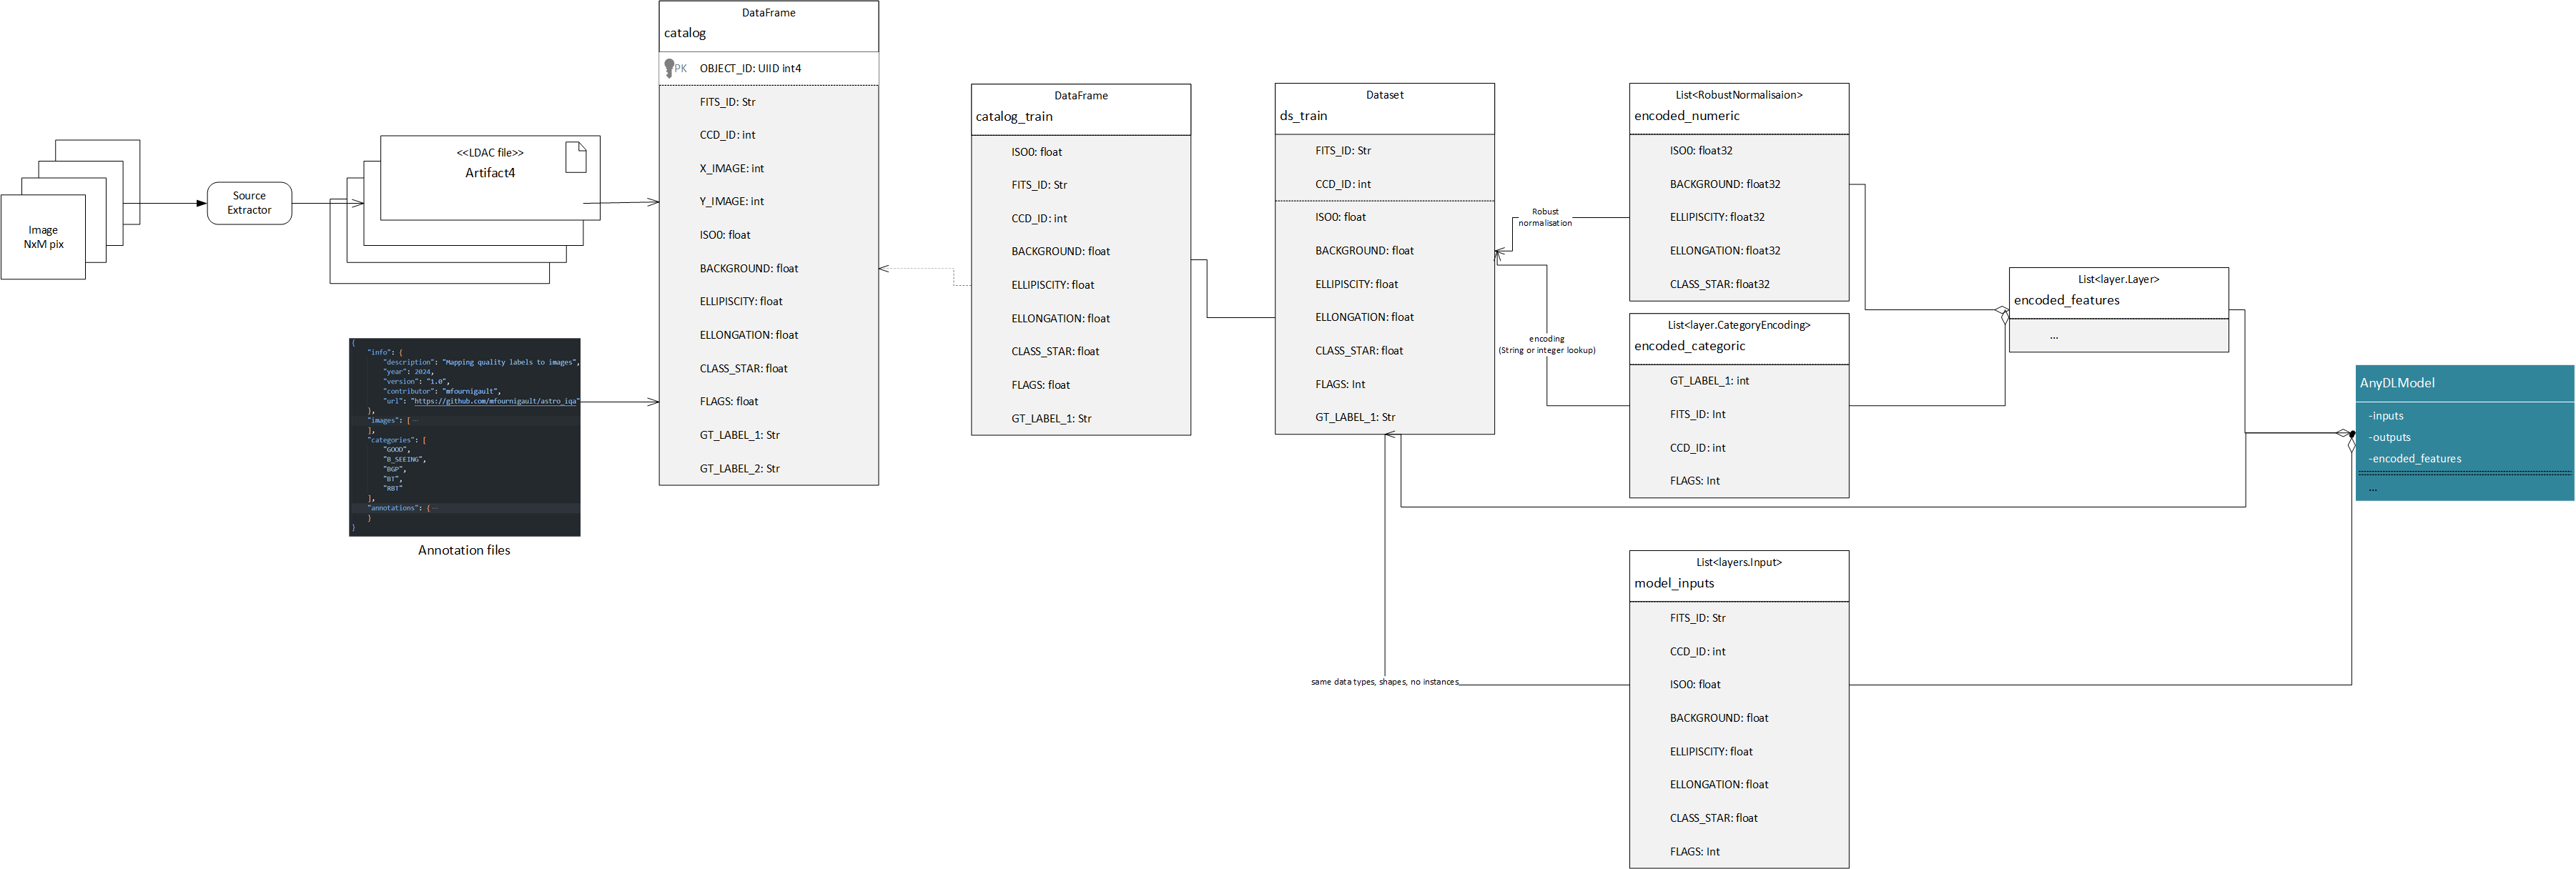 Image
NxM pix
Source
Extractor
<<LDAC file>>
Artifact4
{
"info": {
"description": "Mapping quality labels to images",
"year": 2024,
"version": "1.0",
"contributor": "mfournigault",
"url": "https://github.com/mfournigault/astro_iqa"
},
"images": [ ...
],
"categories": [
"GOOD",
"B_SEEING",
"BGP",
"BT",
"RBT"
],
"annotations": { ...
}
}
Annotation files
DataFrame
catalog
PK OBJECT_ID: UIID int4
FITS_ID: Str
CCD_ID: int
X_IMAGE: int
Y_IMAGE: int
ISO0: float
BACKGROUND: float
ELLIPISCITY: float
ELLONGATION: float
CLASS_STAR: float
FLAGS: float
GT_LABEL_1: Str
GT_LABEL_2: Str
DataFrame
catalog_train
ISO0: float
FITS_ID: Str
CCD_ID: int
BACKGROUND: float
ELLIPISCITY: float
ELLONGATION: float
CLASS_STAR: float
FLAGS: float
GT_LABEL_1: Str
Dataset
ds_train
FITS_ID: Str
CCD_ID: int
ISO0: float
BACKGROUND: float
ELLIPISCITY: float
ELLONGATION: float
CLASS_STAR: float
FLAGS: Int
GT_LABEL_1: Str
Robust
normalisation
encoding
(String or integer lookup)
same data types, shapes, no instances
List<RobustNormalisaion>
encoded_numeric
ISO0: float32
BACKGROUND: float32
ELLIPISCITY: float32
ELLONGATION: float32
CLASS_STAR: float32
List<layer.CategoryEncoding>
encoded_categoric
GT_LABEL_1: int
FITS_ID: Int
CCD_ID: int
FLAGS: Int
List<layers.Input>
model_inputs
FITS_ID: Str
CCD_ID: int
ISO0: float
BACKGROUND: float
ELLIPISCITY: float
ELLONGATION: float
CLASS_STAR: float
FLAGS: Int
List<layer.Layer>
encoded_features
...
AnyDLModel
-inputs
-outputs
-encoded_features
...